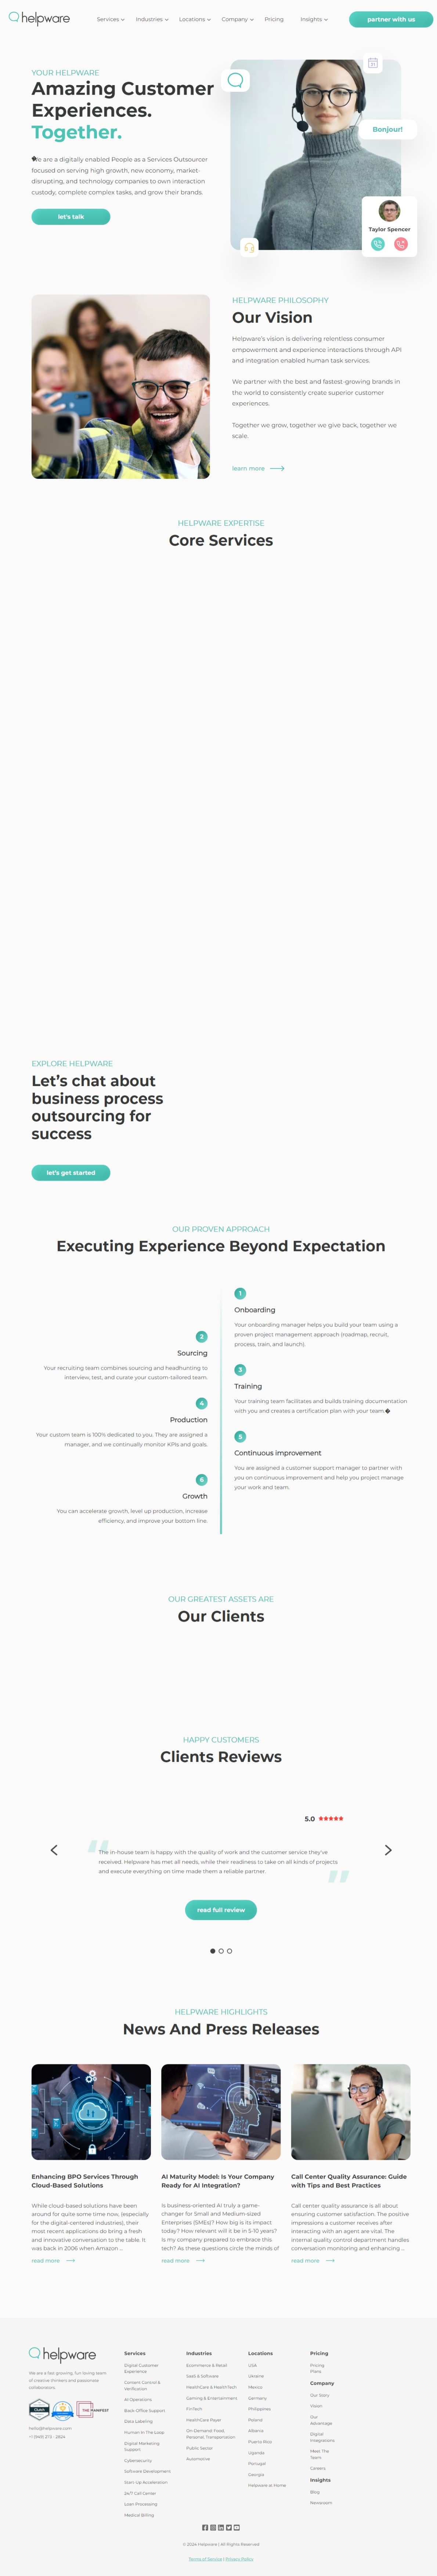 helpware
Services
Industries
Locations
Company
Pricing
Insights
partner with us
YOUR HELPWARE
Amazing Customer
Experiences.
Together.
We are a digitally enabled People as a Services Outsourcer
focused on serving high growth, new economy, market-
disrupting, and technology companies to own interaction
custody, complete complex tasks, and grow their brands.
let's talk
31
Bonjour!
Taylor Spencer
HELPWARE PHILOSOPHY
Our Vision
Helpware's vision is delivering relentless consumer
empowerment and experience interactions through API
and integration enabled human task services.
We partner with the best and fastest-growing brands in
the world to consistently create superior customer
experiences.
Together we grow, together we give back, together we
scale.
learn more
HELPWARE EXPERTISE
Core Services
EXPLORE HELPWARE
Let's chat about
business process
outsourcing for
success
let's get started
OUR PROVEN APPROACH
Executing Experience Beyond Expectation
1
Onboarding
Your onboarding manager helps you build your team using a
proven project management approach (roadmap, recruit,
process, train, and launch).
2
Sourcing
Your recruiting team combines sourcing and headhunting to
interview, test, and curate your custom-tailored team.
3
Training
Your training team facilitates and builds training documentation
with you and creates a certification plan with your team.�
4
Production
Your custom team is 100% dedicated to you. They are assigned a
manager, and we continually monitor KPIs and goals.
5
Continuous improvement
You are assigned a customer support manager to partner with
you on continuous improvement and help you project manage
your work and team.
6
Growth
You can accelerate growth, level up production, increase
efficiency, and improve your bottom line.
OUR GREATEST ASSETS ARE
Our Clients
HAPPY CUSTOMERS
Clients Reviews
5.0
The in-house team is happy with the quality of work and the customer service they've
received. Helpware has met all needs, while their readiness to take on all kinds of projects
and execute everything on time made them a reliable partner.
read full review
HELPWARE HIGHLIGHTS
News And Press Releases
AI
Enhancing BPO Services Through
Cloud-Based Solutions
While cloud-based solutions have been
around for quite some time now, (especially
for the digital-centered industries), their
most recent applications do bring a fresh
and innovative conversation to the table. It
was back in 2006 when Amazon ...
read more
AI Maturity Model: Is Your Company
Ready for AI Integration?
Is business-oriented AI truly a game-
changer for Small and Medium-sized
Enterprises (SMEs)? How big is its impact
today? How relevant will it be in 5-10 years?
Is my company prepared to embrace this
tech? As these questions circle the minds of
read more
Call Center Quality Assurance: Guide
with Tips and Best Practices
Call center quality assurance is all about
ensuring customer satisfaction. The positive
impressions a customer receives after
interacting with an agent are vital. The
internal quality control department handles
conversation monitoring and enhancing ...
read more
helpware
We are a fast growing, fun loving team
of creative thinkers and passionate
collaborators.
Clutch
THE MANIFEST
hello@helpware.com
+1 (949) 273 - 2824
Services
Digital Customer
Experience
Content Control &
Verification
AI Operations
Back Office Support
Data Labeling
Human In The Loop
Digital Marketing
Support
Cybersecurity
Software Development
Start-Up Acceleration
24/7 Call Center
Loan Processing
Medical Billing
Industries
Ecommerce & Retail
SaaS & Software
HealthCare & HealthTech
Gaming & Entertainment
FinTech
HealthCare Payer
On-Demand: Food,
Personal, Transportation
Public Sector
Automotive
Locations
USA
Ukraine
Mexico
Germany
Philippines
Poland
Albania
Puerto Rico
Uganda
Portugal
Georgia
Helpware at Home
Pricing
Pricing
Plans
Company
Our Story
Vision
Our
Advantage
Digital
Integrations
Meet The
Team
Careers
Insights
Blog
Newsroom
© 2024 Helpware | All Rights Reserved
Terms of Service | Privacy Policy